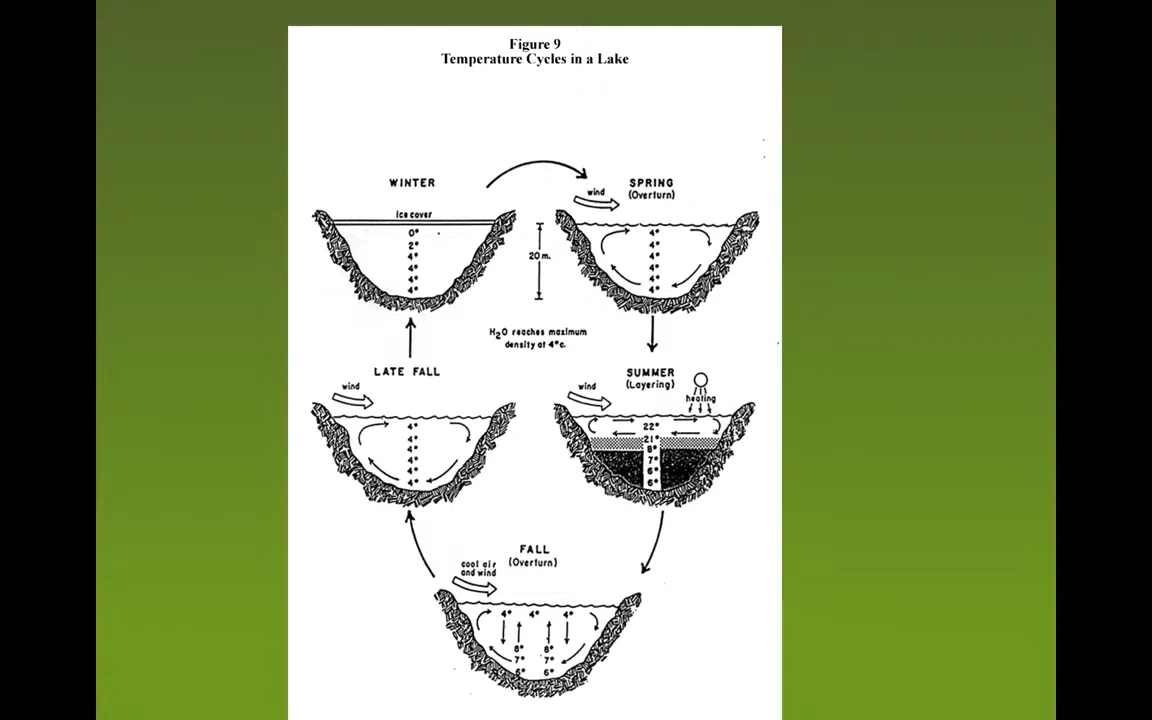 Figure 9
Temperature Cycles in a Lake
WINTER
ice cover
0°
2°
4°
4°
4°
4°
20 m.
SPRING
(Overturn)
wind
4°
4°
4°
4°
4°
4°
H₂O reaches maximum
density at 4°c.
LATE FALL
wind
4°
4°
4°
4°
4°
4°
SUMMER
(Layering)
wind
heating
22°
21°
8°
7°
6°
6°
FALL
(Overturn)
cool air
and wind
4° 4° 4°
8° 8°
7° 7°
6° 6°